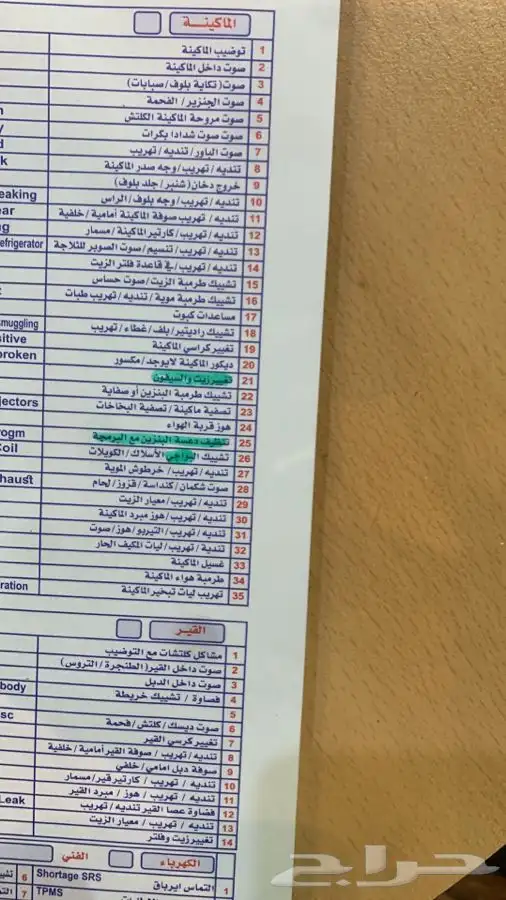 الماكينــة
1 توضيب الماكينة
2 صوت داخل الماكينة
3 صوت (تكاية بلوف/صبابات)
4 صوت الجنزير/ الفحمة
5 صوت مروحة الماكينة الكلتش
6 صوت صوت شدادا بكرات
7 صوت الباور/ تنديه/ تهريب
8 تنديه/ تهريب/ وجه صدر الماكينة
9 خروج دخان (شنبر/ جلد بلوف)
10 تنديه/ تهريب/ وجه بلوف/ الراس
eaking
11 تنديه/ تهريب صوفة الماكينة أمامية/ خلفية
ear
12 تنديه/ تهريب/ كارتير الماكينة/ مسمار
ng
13 تنديه/ تهريب/ تنسيم/ صوت الصوبر للثلاجة
efrigerator
14 تنديه/ تهريب/ في قاعدة فلتر الزيت
15 تشييك طرمبة الزيت/ صوت حساس
16 تشييك طرمبة موية/ تنديه/ تهريب طبات
17 مساعدات كبوت
18 تشييك راديتير/ بلف/ غطاء/ تهريب
smuggling
19 تغيير كراسي الماكينة
sitive
20 ديكور الماكينة لايوجد/ مكسور
broken
21 تغيير زيت والسيفون
22 تشييك طرمبة البنزين أو صفاية
23 تصفية ماكينة/ تصفية البخاخات
jectors
24 هوز قربة الهواء
25 تنظيف دعسة البنزين مع البرمجة
rogm
26 تشييك البواجي الأسلاك/ الكويلات
Coil
27 تنديه/ تهريب/ خرطوش الموية
28 صوت شكمان/ كنداسة/ قزوز/ لحام
haust
29 تنديه/ تهريب/ معيار الزيت
30 تنديه/ تهريب/ هوز مبرد الماكينة
31 تنديه/ تهريب/ التيربو/ هوز/ صوت
32 تندية/ تهريب/ ليات المكيف الحار
33 غسيل الماكينة
34 طرمبة هواء الماكينة
35 تهريب ليات تبخير الماكينة
ration
القير
1 مشاكل كلتشات مع التوضيب
2 صوت داخل القير (الطنجرة/ التروس)
3 صوت داخل الدبل
4 فصاوة / تشييك خريطة
body
5
6 صوت ديسك/ كلتش/ فحمة
sc
7 تغيير كرسي القير
8 تنديه/ تهريب/ صوفة القير أمامية/ خلفية
9 صوفة دبل امامي/ خلفي
10 تنديه / تهريب / كارتير قير/ مسمار
11 تنديه / تهريب / هوز / مبرد القير
12 فضاوة عصا القير تنديه/ تهريب
Leak
13 تنديه / تهريب / معيار الزيت
14 تغيير زيت وفلتر
الكهرباء
الفني
1 التماس إيرباق
Shortage SRS 6
TPMS 7
حراج